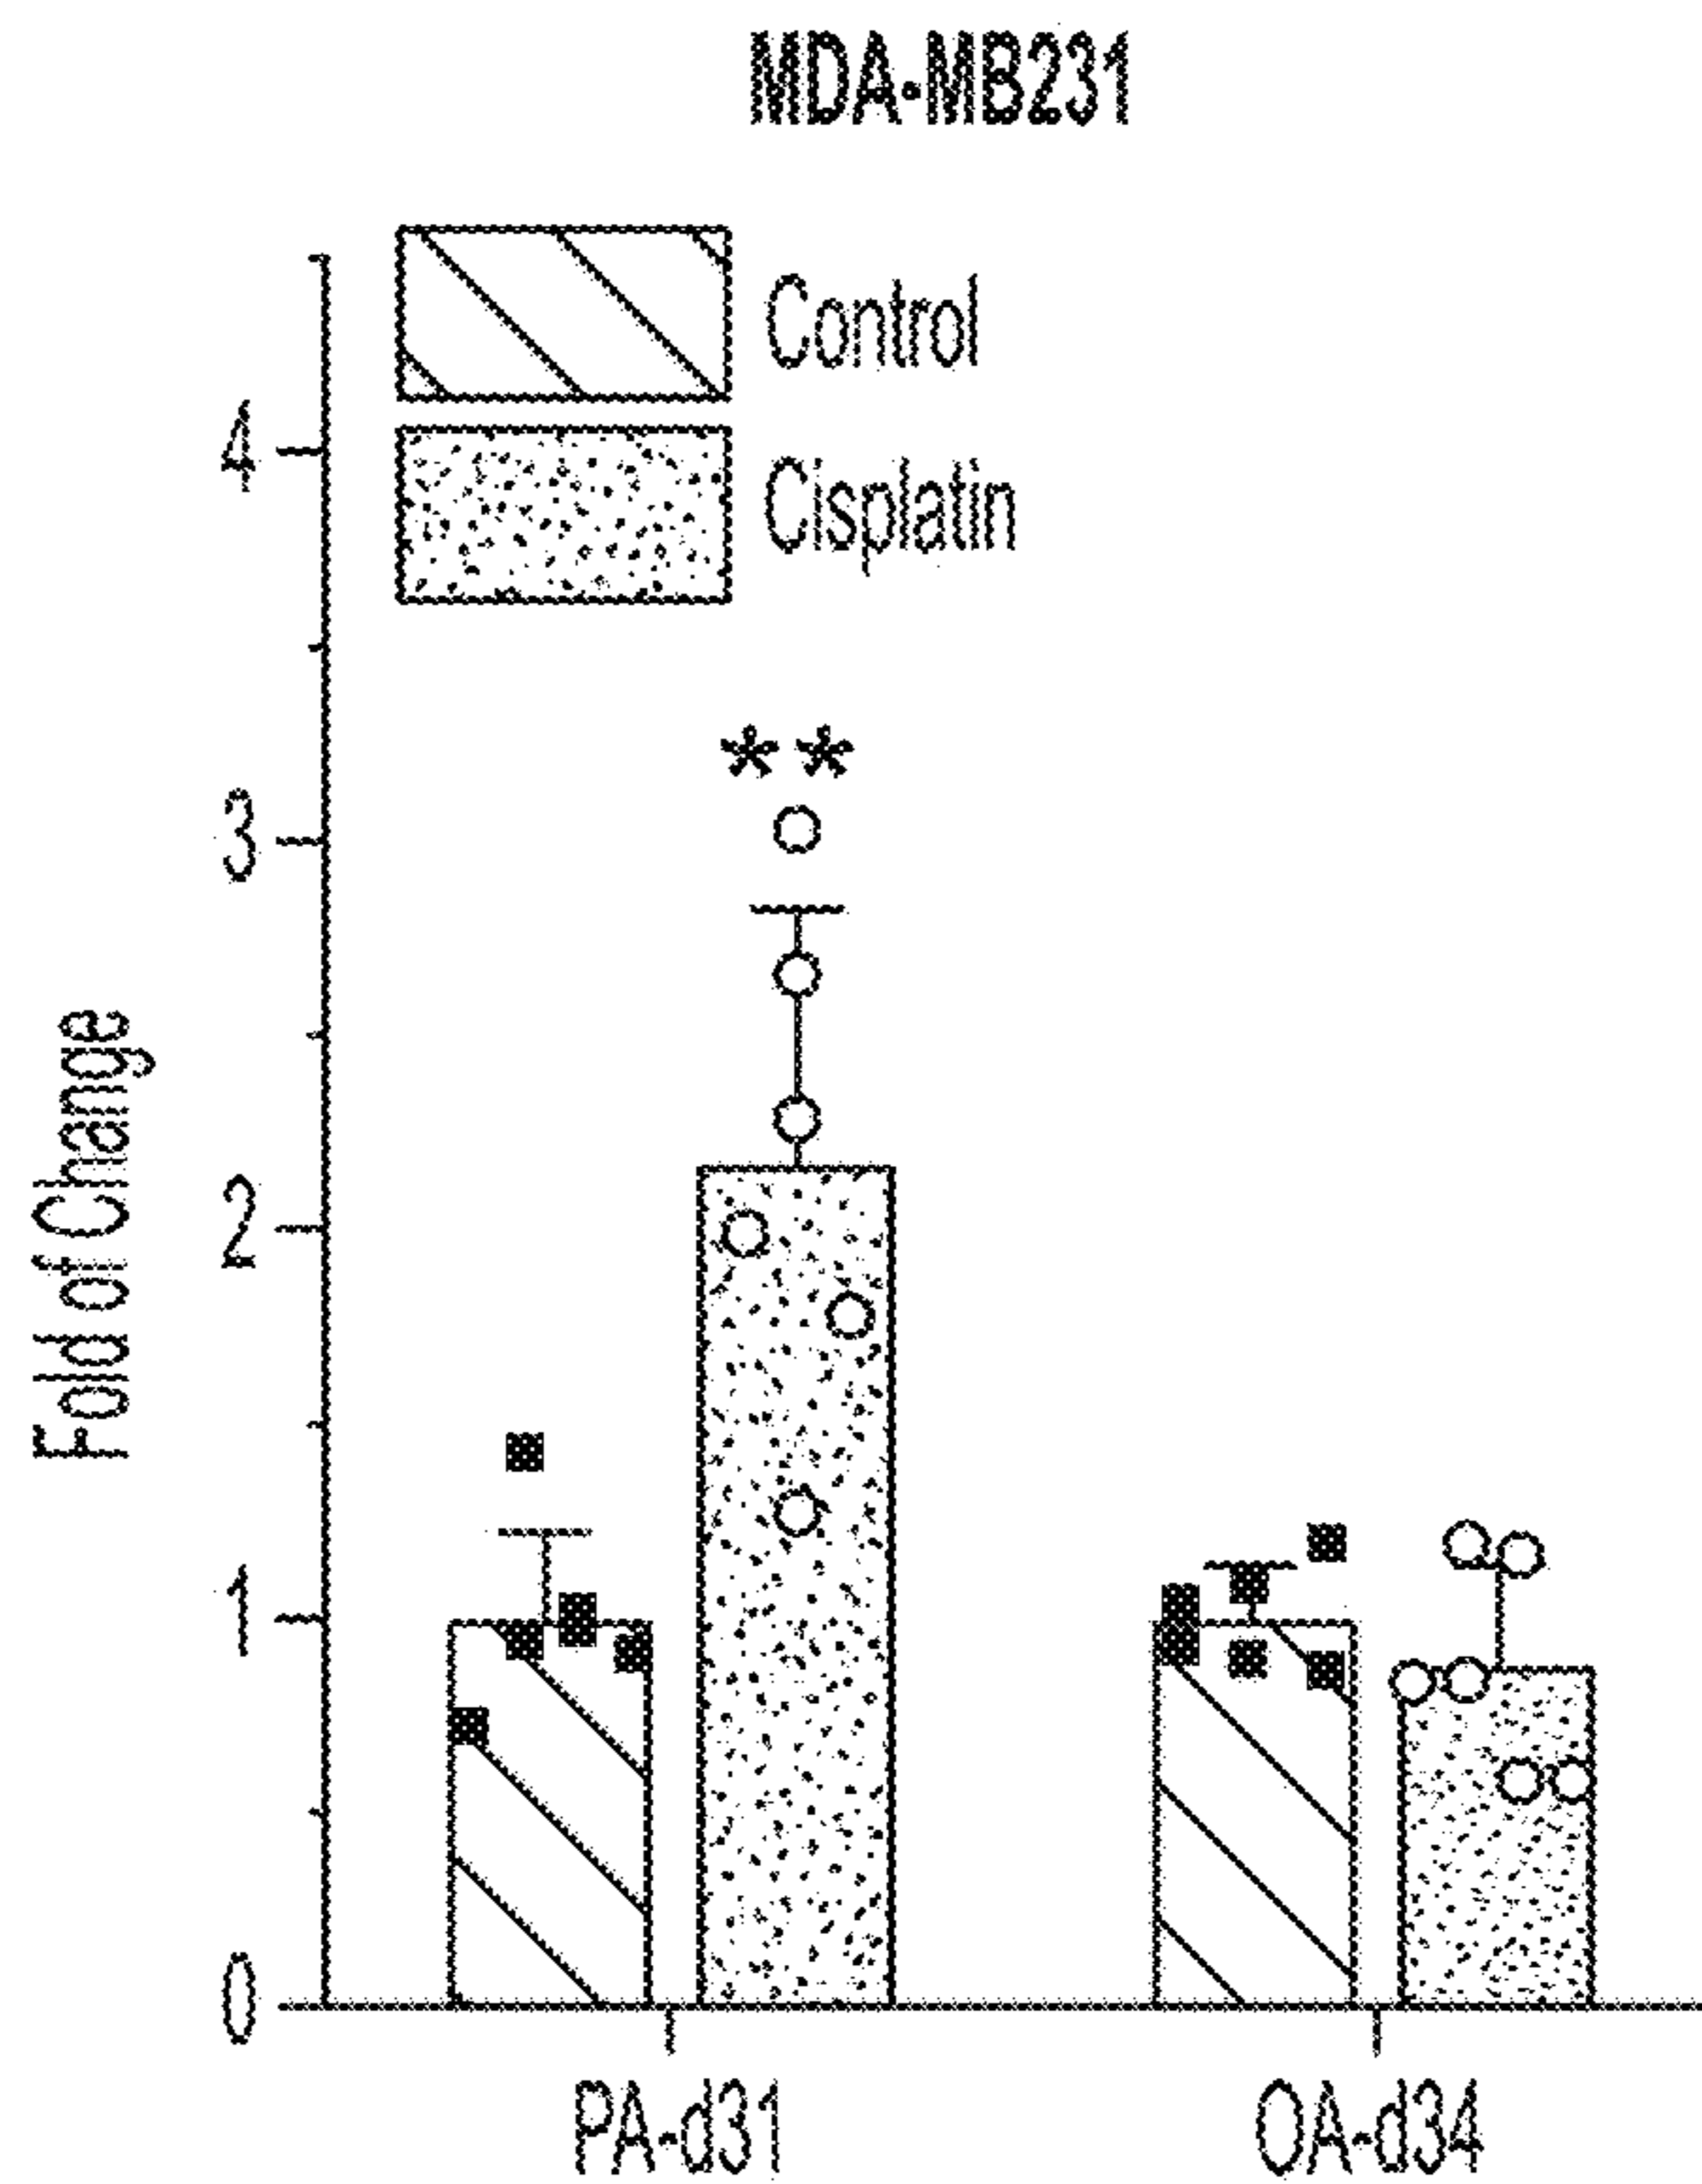 MDA-MB231
Control
Cisplatin
4
3
2
1
0
Fold of Change
**
PA-d31
OA-d34